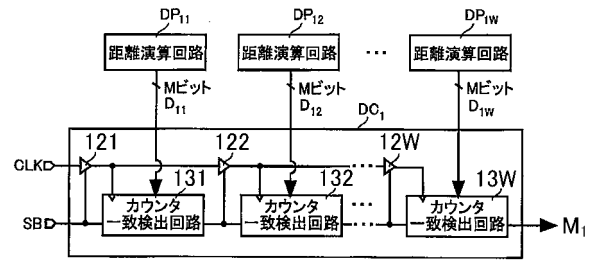 DP11 DP12 DP1W
距離演算回路 距離演算回路 … 距離演算回路
Mビット Mビット Mビット
D11 D12 D1W
DC1
121 122 12W
CLK
131 132 13W
カウンタ カウンタ カウンタ
一致検出回路 一致検出回路 … 一致検出回路
SB M1